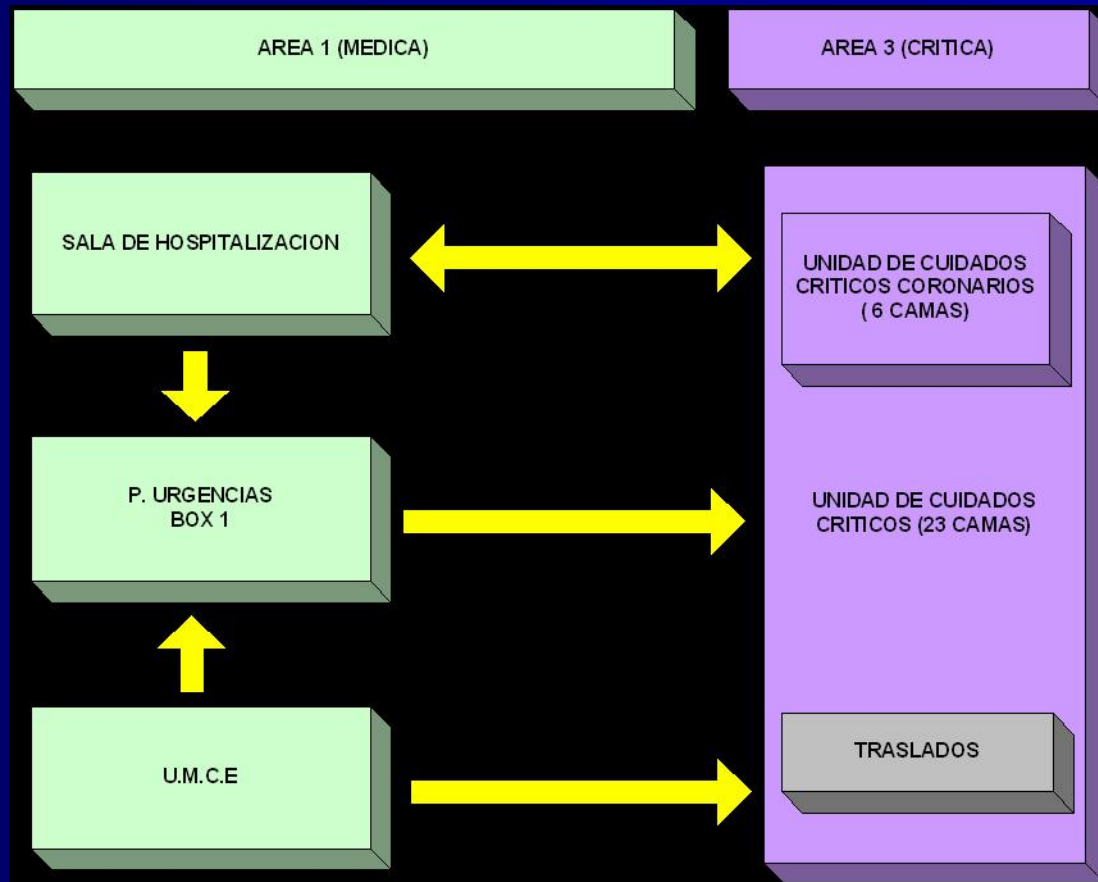 AREA 1 (MEDICA)
AREA 3 (CRITICA)
SALA DE HOSPITALIZACION
UNIDAD DE CUIDADOS
CRITICOS CORONARIOS
( 6 CAMAS)
P. URGENCIAS
BOX 1
UNIDAD DE CUIDADOS
CRITICOS (23 CAMAS)
U.M.C.E
TRASLADOS